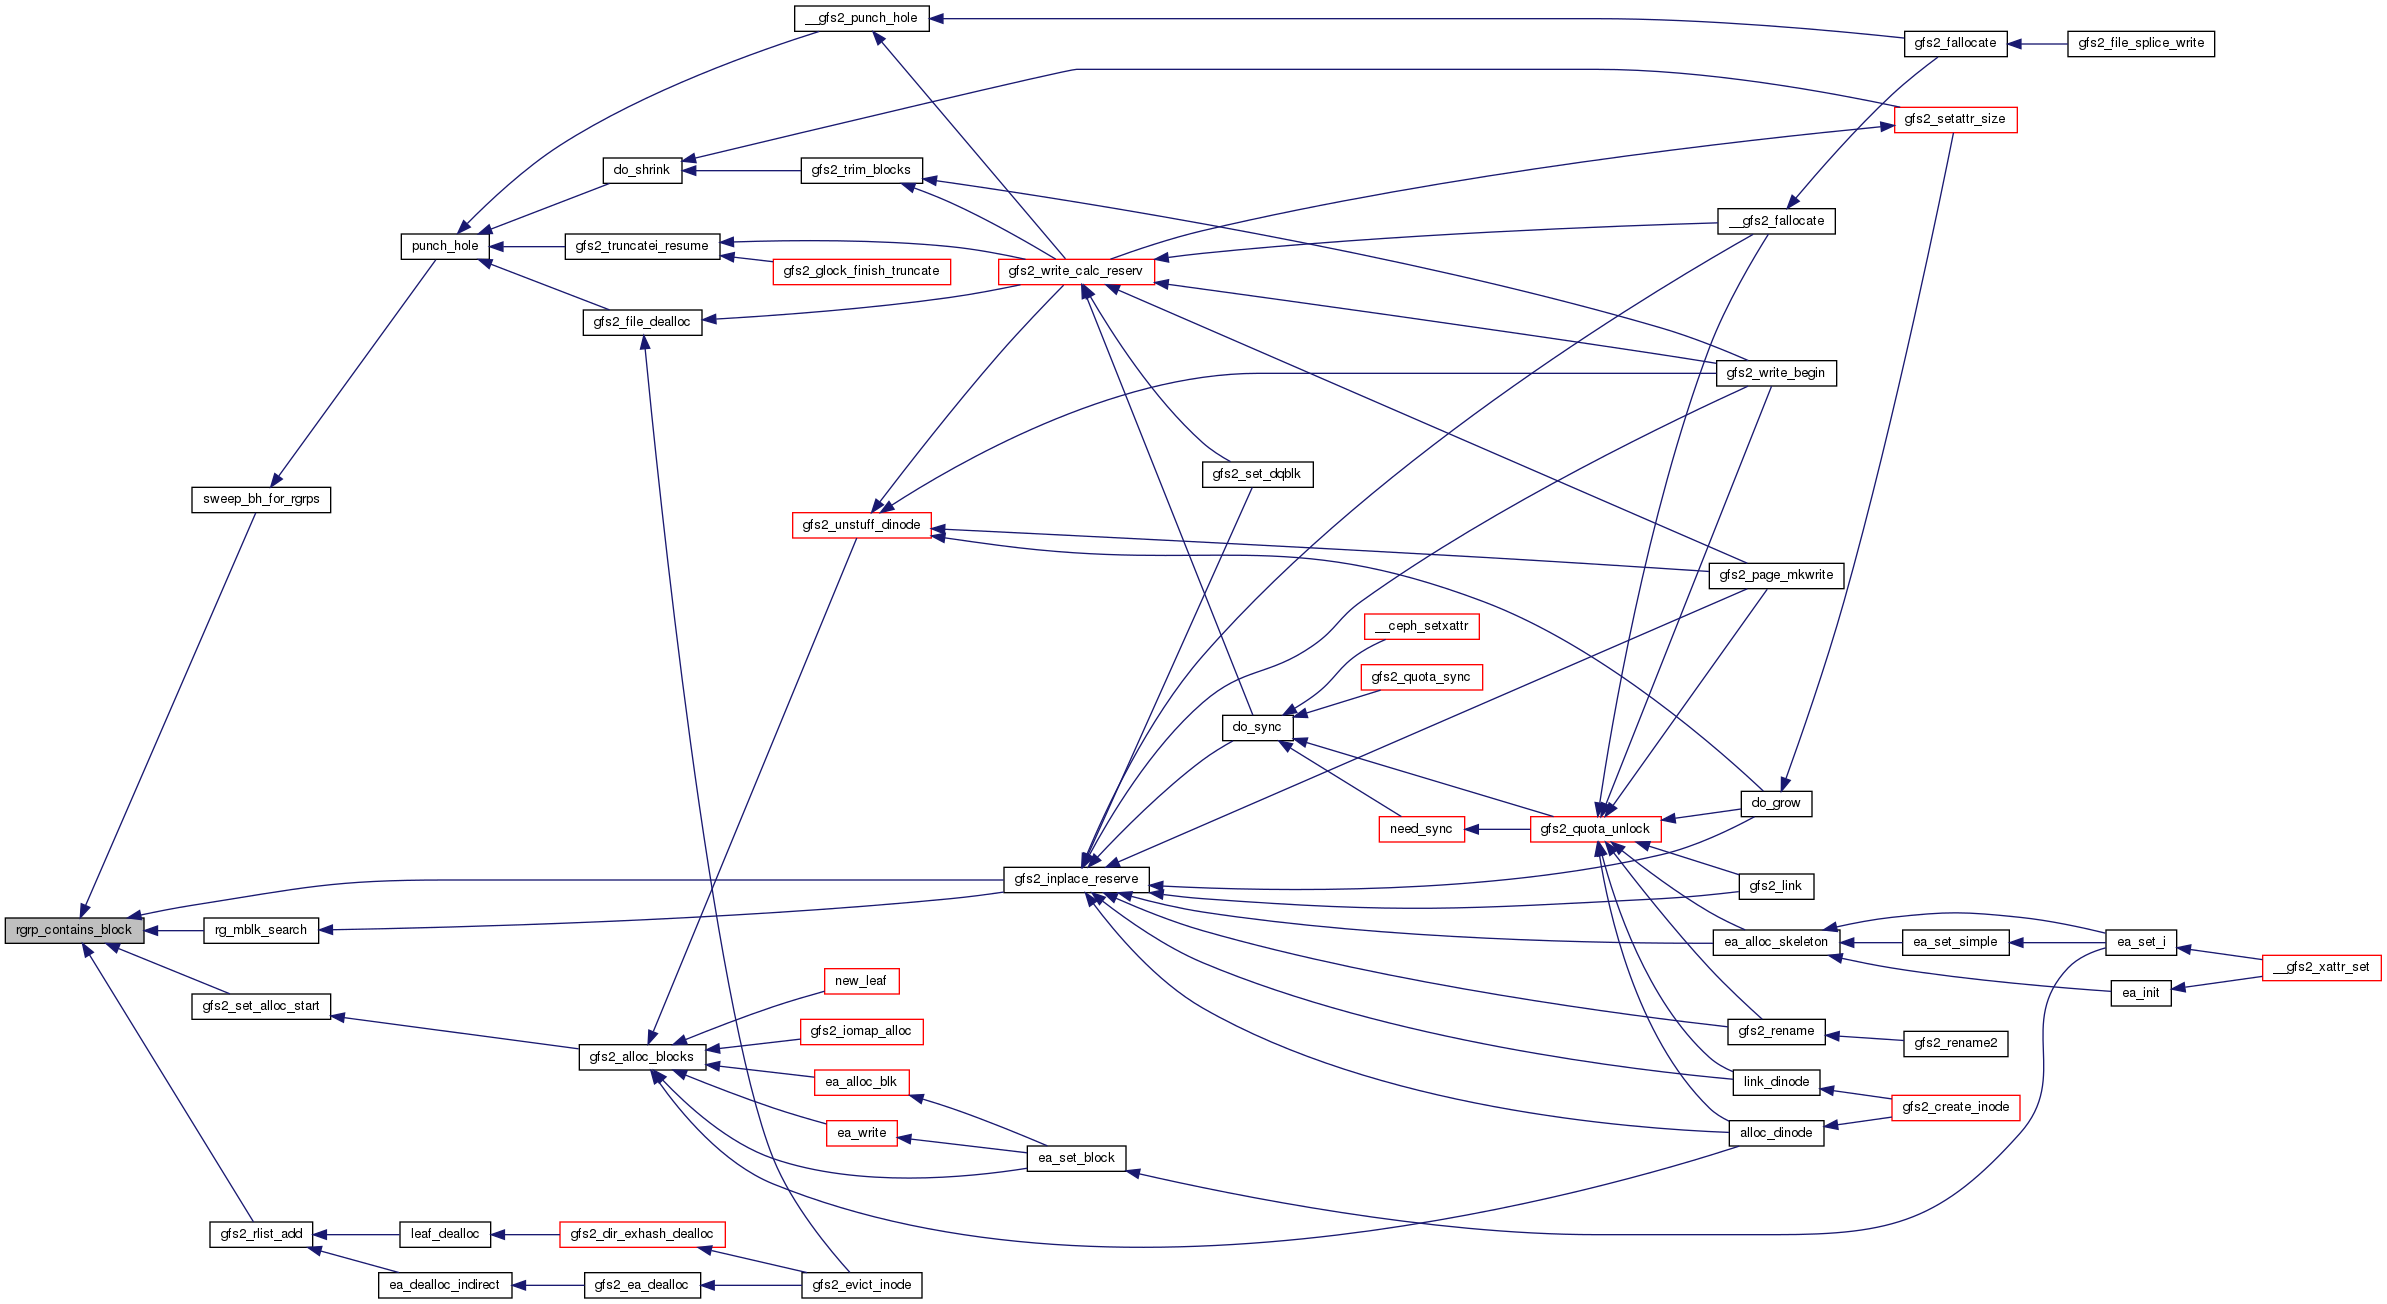 __gfs2_punch_hole
gfs2_fallocate
gfs2_file_splice_write
gfs2_setattr_size
do_shrink
gfs2_trim_blocks
__gfs2_fallocate
punch_hole
gfs2_truncatei_resume
gfs2_glock_finish_truncate
gfs2_write_calc_reserv
gfs2_file_dealloc
gfs2_write_begin
gfs2_set_dqblk
sweep_bh_for_rgrps
gfs2_unstuff_dinode
gfs2_page_mkwrite
__ceph_setxattr
gfs2_quota_sync
do_sync
do_grow
need_sync
gfs2_quota_unlock
gfs2_inplace_reserve
gfs2_link
rgrp_contains_block
rg_mblk_search
ea_alloc_skeleton
ea_set_simple
ea_set_i
__gfs2_xattr_set
new_leaf
ea_init
gfs2_set_alloc_start
gfs2_iomap_alloc
gfs2_rename
gfs2_rename2
gfs2_alloc_blocks
ea_alloc_blk
link_dinode
gfs2_create_inode
ea_write
alloc_dinode
ea_set_block
gfs2_rlist_add
leaf_dealloc
gfs2_dir_exhash_dealloc
ea_dealloc_indirect
gfs2_ea_dealloc
gfs2_evict_inode